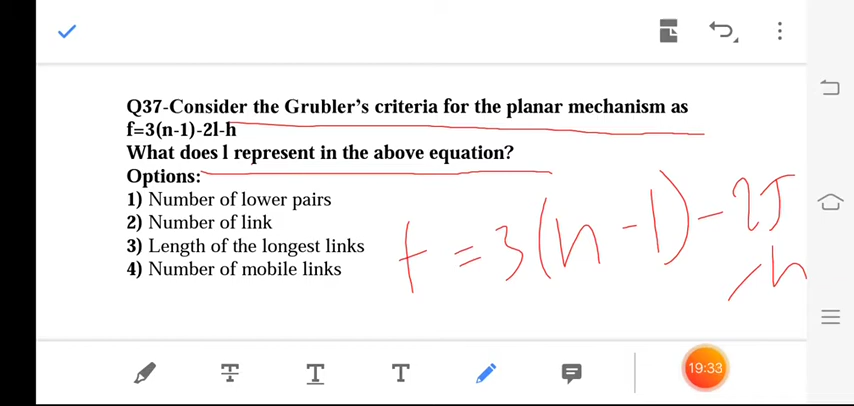 Q37-Consider the Grubler's criteria for the planar mechanism as
f=3(n-1)-2l-h
What does l represent in the above equation?
Options:
1) Number of lower pairs
2) Number of link
3) Length of the longest links
4) Number of mobile links
f = 3(n-1) - 2J
-h
T
T
T
19:33